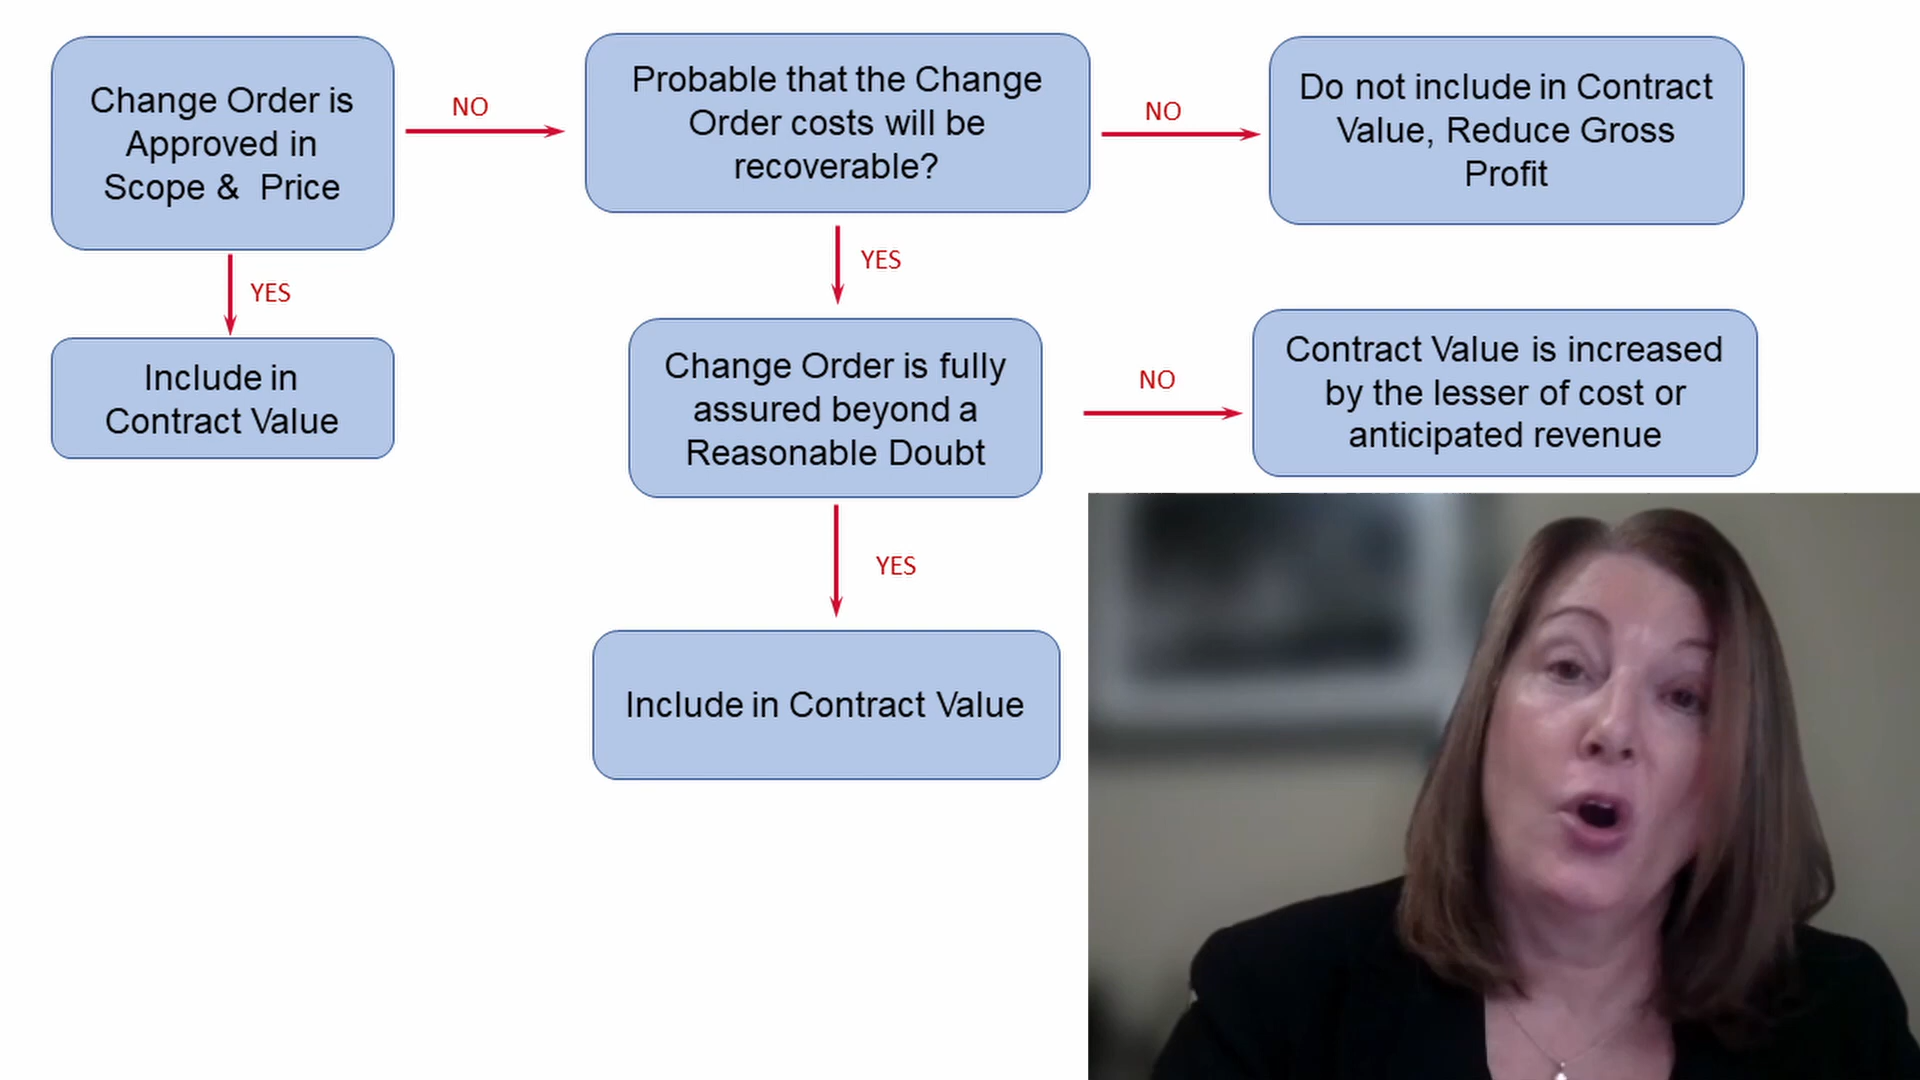 Change Order is
Approved in
Scope & Price
NO
Probable that the Change
Order costs will be
recoverable?
NO
Do not include in Contract
Value, Reduce Gross
Profit
YES
YES
Include in
Contract Value
Change Order is fully
assured beyond a
Reasonable Doubt
NO
Contract Value is increased
by the lesser of cost or
anticipated revenue
YES
Include in Contract Value